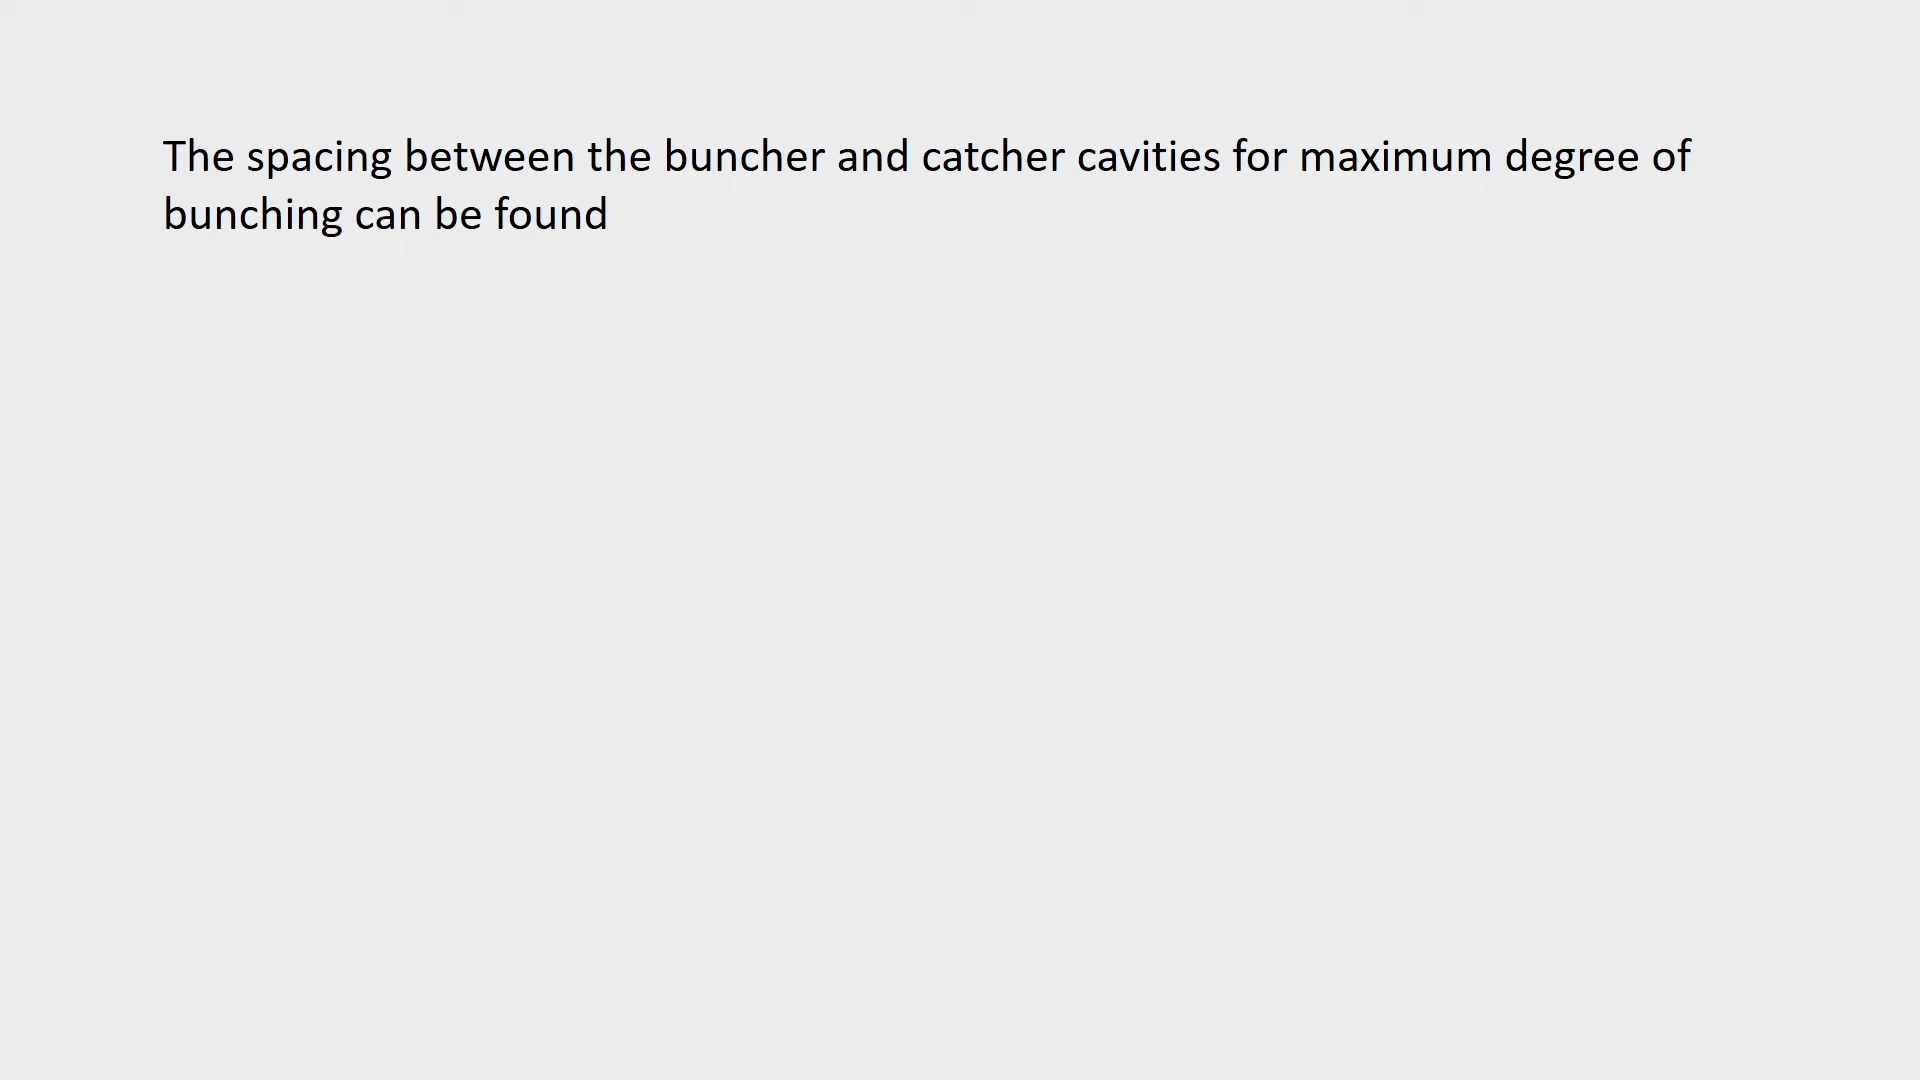 The spacing between the buncher and catcher cavities for maximum degree of
bunching can be found